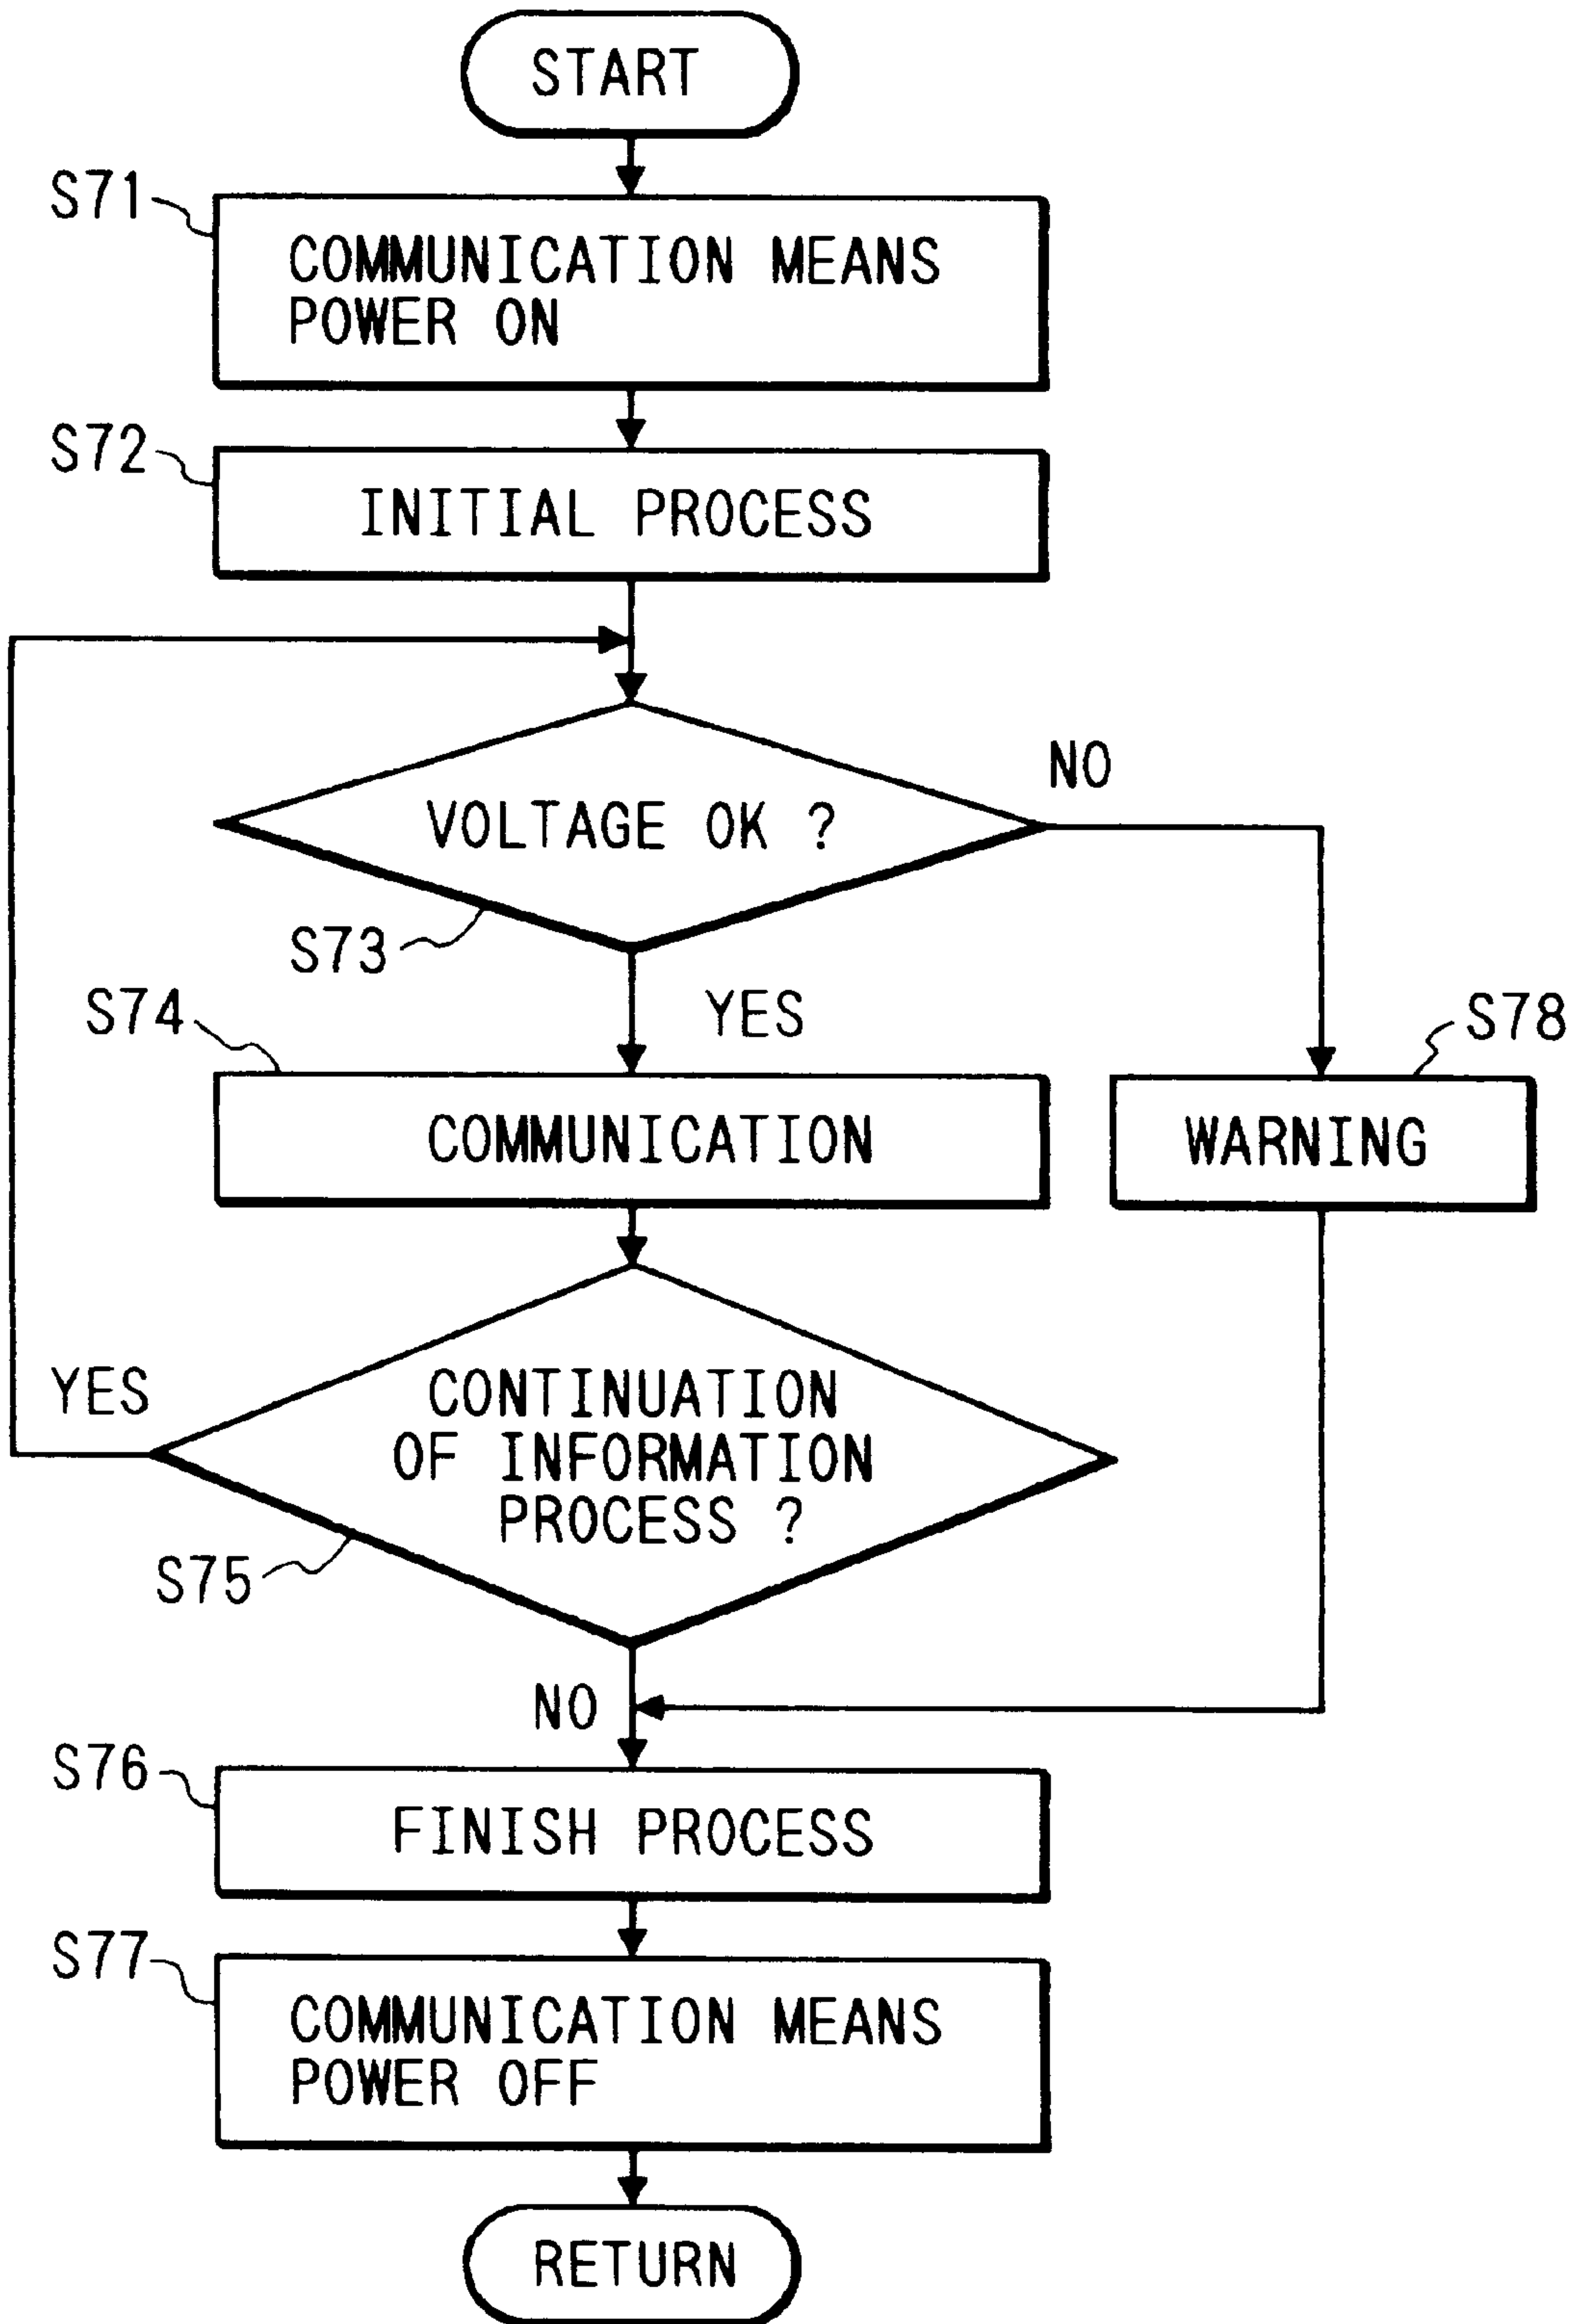 START
S71
COMMUNICATION MEANS
POWER ON
S72
INITIAL PROCESS
VOLTAGE OK ?
NO
S73
YES
S74
S78
COMMUNICATION
WARNING
YES
CONTINUATION
OF INFORMATION
PROCESS ?
S75
NO
S76
FINISH PROCESS
S77
COMMUNICATION MEANS
POWER OFF
RETURN